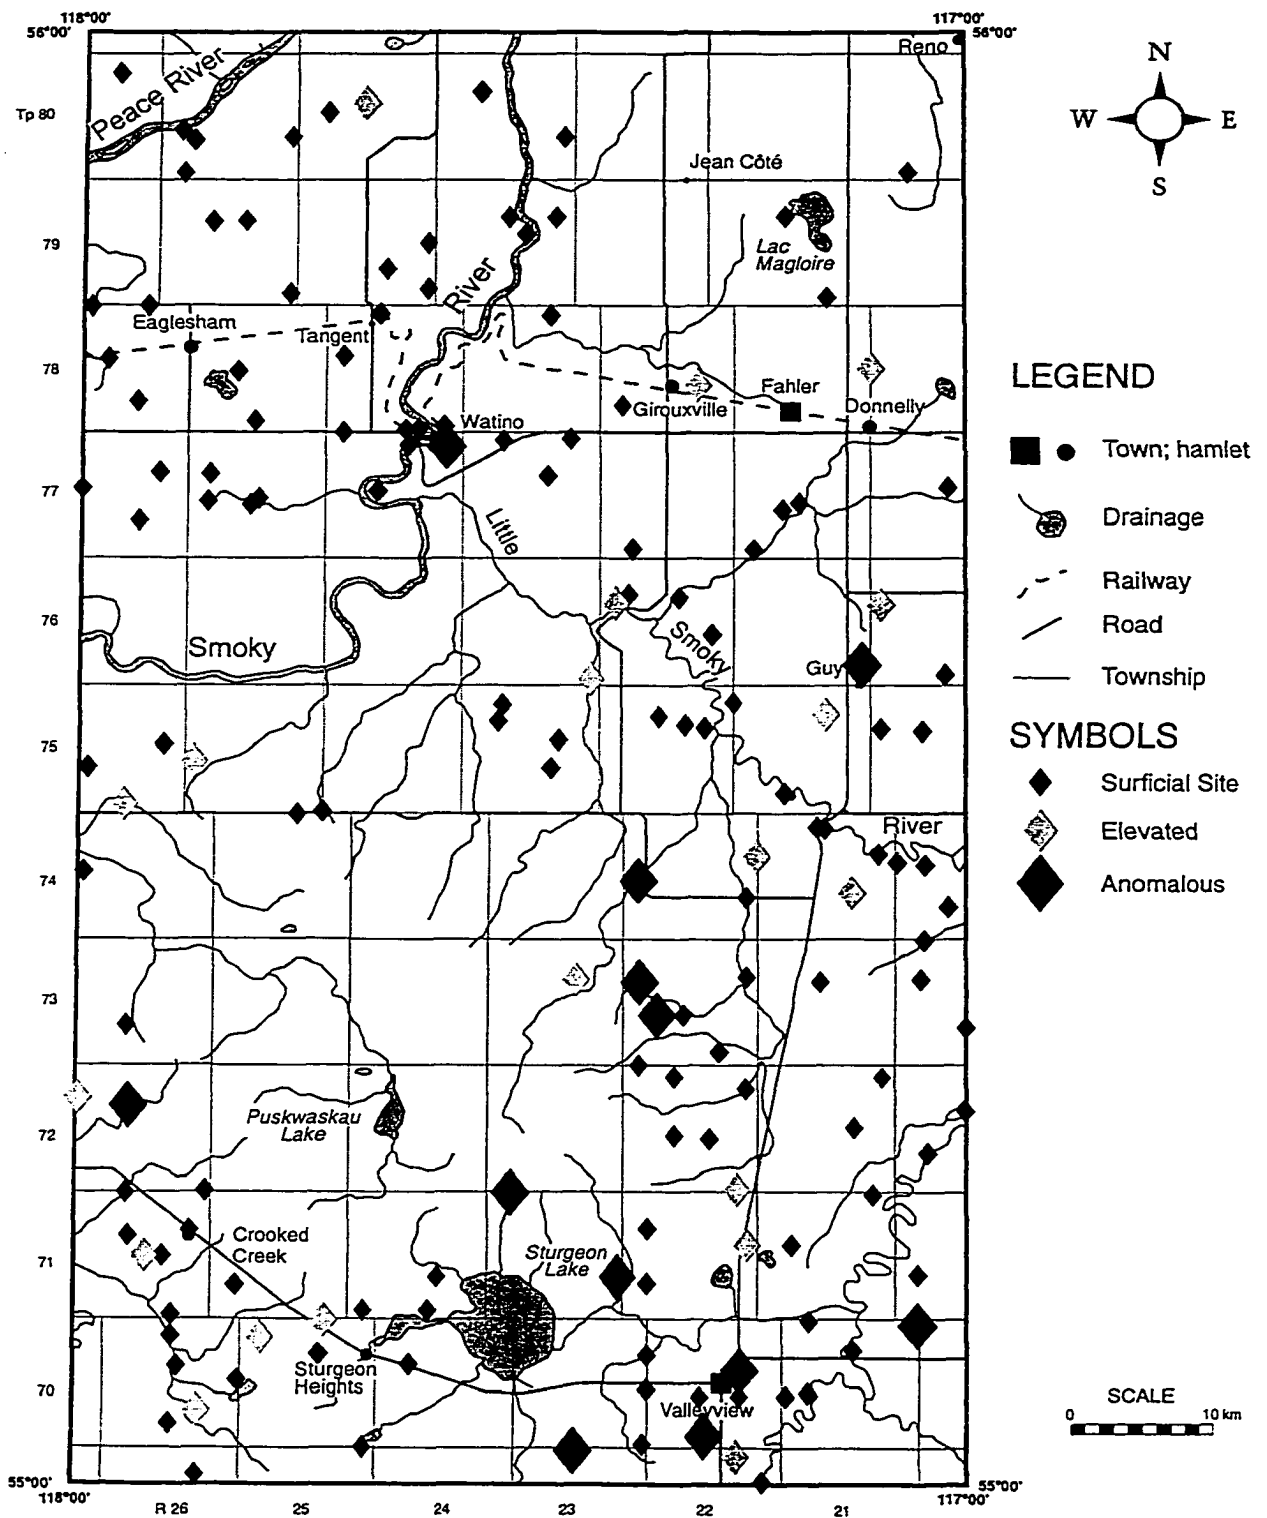 118°00'
117°00'
56°00'
56°00'
Reno
N
W
E
S
Peace River
Tp 80
Jean Côté
79
Lac
Magloire
River
Eaglesham
Tangent
78
Fahler
Girouxville
Donnelly
Watino
77
Little
76
Smoky
Smoky
Guy
75
River
74
73
Puskwaskau
Lake
72
Crooked
Creek
Sturgeon
Lake
71
Sturgeon
Heights
70
Valleyview
55°00'
55°00'
118°00'
117°00'
R 26
25
24
23
22
21
LEGEND
Town; hamlet
Drainage
Railway
Road
Township
SYMBOLS
Surficial Site
Elevated
Anomalous
SCALE
0
10 km